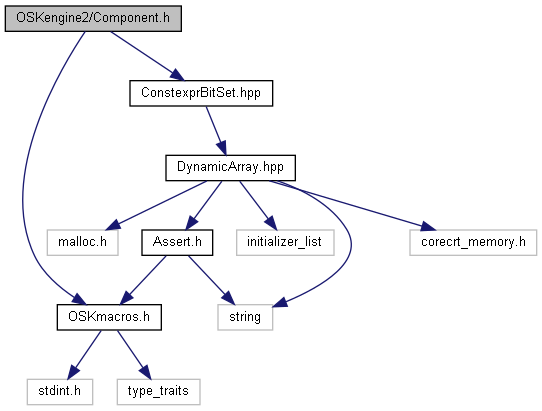 OSKengine2/Component.h
ConstexprBitSet.hpp
DynamicArray.hpp
malloc.h
Assert.h
initializer_list
corecrt_memory.h
OSKmacros.h
string
stdint.h
type_traits